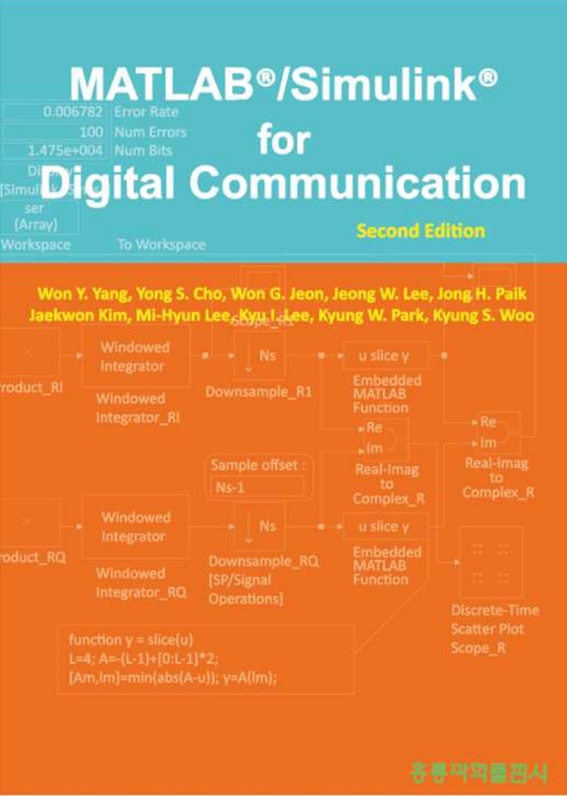 MATLAB®/Simulink®
for
Digital Communication
Second Edition
0.006782 Error Rate
100 Num Errors
1.475e+004 Num Bits
ser
(Array)
Workspace To Workspace
Won Y. Yang, Yong S. Cho, Won G. Jeon, Jeong W. Lee, Jong H. Paik
Jaekwon Kim, Mi-Hyun Lee, Kyu I. Lee, Kyung W. Park, Kyung S. Woo
Scope_R1
Windowed
Integrator
Ns
u slice y
roduct_RI
Windowed
Integrator_RI
Downsample_R1
Embedded
MATLAB
Function
Re
Im
Real-Imag
to
Complex_R
Re
Im
Real-Imag
to
Complex_R
Sample offset :
Ns-1
Windowed
Integrator
Ns
u slice y
roduct_RQ
Windowed
Integrator_RQ
Downsample_RQ
[SP/Signal
Operations]
Embedded
MATLAB
Function
Discrete-Time
Scatter Plot
Scope_R
function y = slice(u)
L=4; A=-(L-1)+[0:L-1]*2;
[Am,Im]=min(abs(A-u)); y=A(Im);
홍릉과학출판사